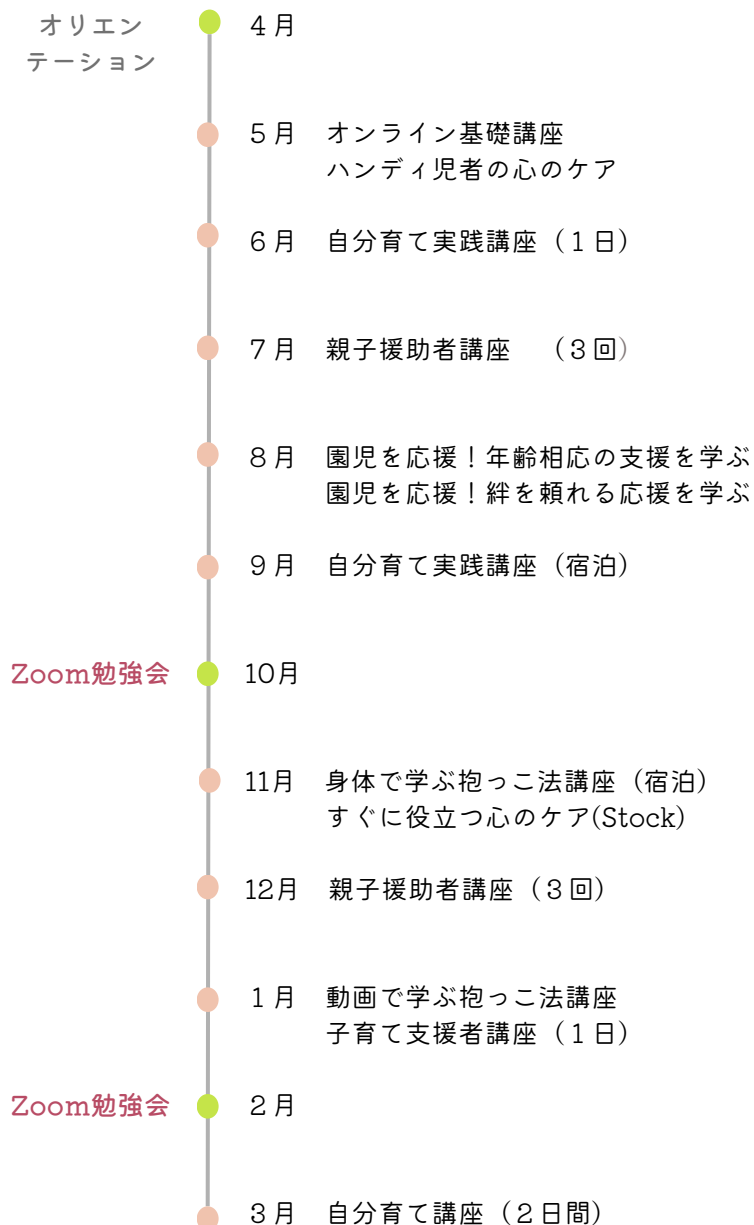 オリエン
テーション
４月
５月 オンライン基礎講座
ハンディ児者の心のケア
６月 自分育て実践講座（１日）
７月 親子援助者講座 （３回）
８月 園児を応援！年齢相応の支援を学ぶ
園児を応援！絆を頼れる応援を学ぶ
９月 自分育て実践講座（宿泊）
Zoom勉強会 10月
11月 身体で学ぶ抱っこ法講座（宿泊）
すぐに役立つ心のケア(Stock)
12月 親子援助者講座（３回）
１月 動画で学ぶ抱っこ法講座
子育て支援者講座（１日）
Zoom勉強会 ２月
３月 自分育て講座（２日間）